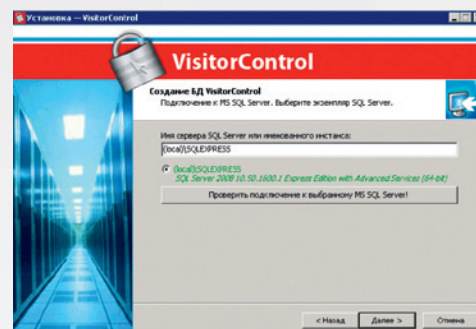 Установка — VisitorControl
VisitorControl
Создание БД VisitorControl
Подключение к MS SQL Server. Выберите экземпляр SQL Server.
Имя сервера SQL Server или именованного инстанса:
(local)\SQLEXPRESS
(local)\SQLEXPRESS
SQL Server 2008 10.50.1600.1 Express Edition with Advanced Services (64-bit)
Проверить подключение к выбранному MS SQL Server!
< Назад Далее > Отмена